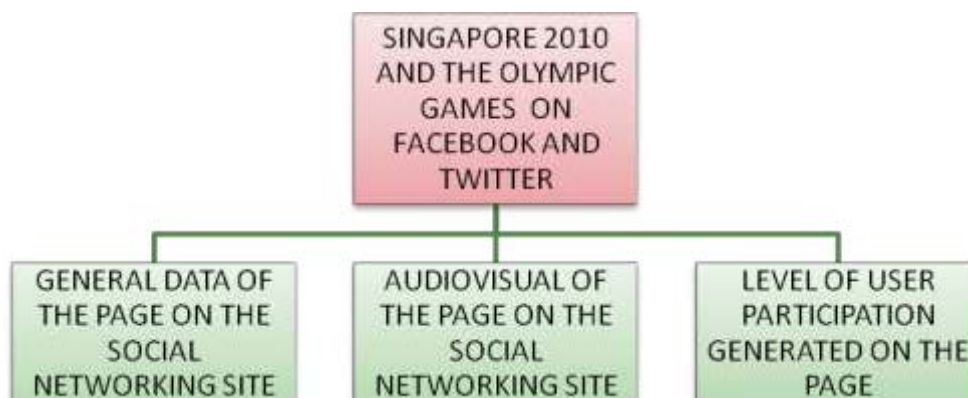 SINGAPORE 2010
AND THE OLYMPIC
GAMES ON
FACEBOOK AND
TWITTER
GENERAL DATA OF
THE PAGE ON THE
SOCIAL
NETWORKING SITE
AUDIOVISUAL OF
THE PAGE ON THE
SOCIAL
NETWORKING SITE
LEVEL OF USER
PARTICIPATION
GENERATED ON THE
PAGE